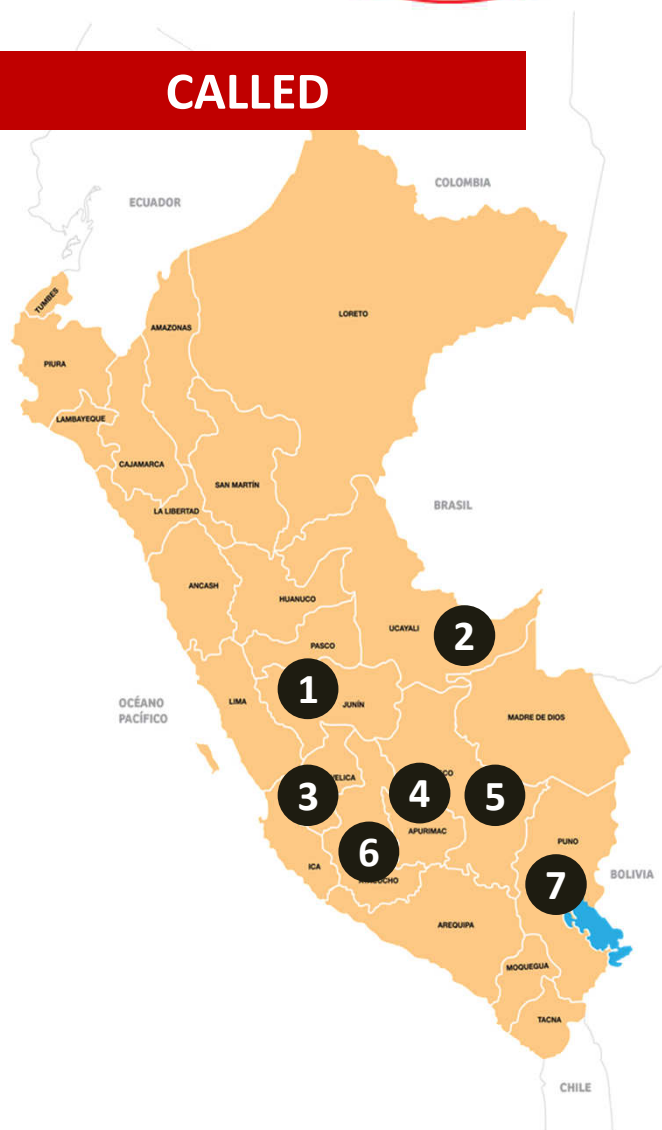 CALLED
COLOMBIA
ECUADOR
TUMBES
LORETO
AMAZONAS
PIURA
LAMBAYEQUE
CAJAMARCA
SAN MARTÍN
BRASIL
LA LIBERTAD
ANCASH
HUANUCO
UCAYALI
2
PASCO
1
LIMA
JUNÍN
OCÉANO
PACÍFICO
MADRE DE DIOS
3
4
5
APURIMAC
PUNO
6
ICA
BOLIVIA
7
AREQUIPA
MOQUEGUA
TACNA
CHILE